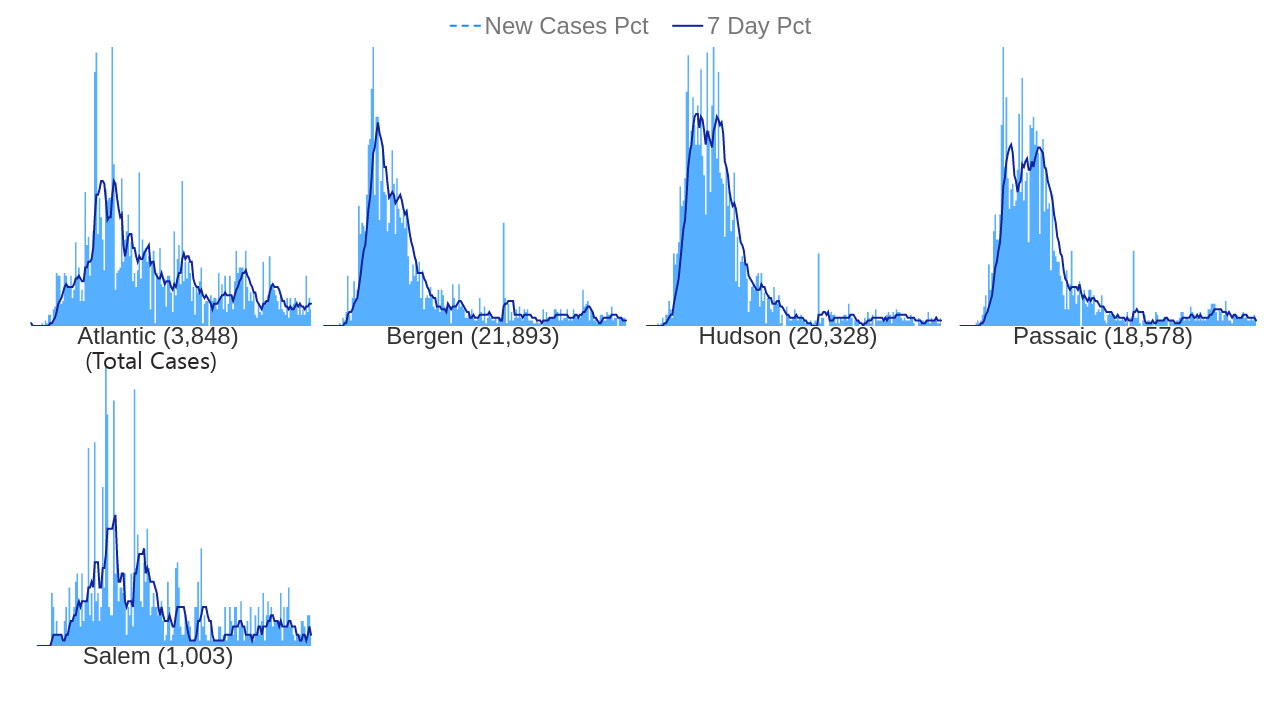 New Cases Pct 7 Day Pct
Atlantic (3,848) Bergen (21,893) Hudson (20,328) Passaic (18,578)
(Total Cases)
Salem (1,003)